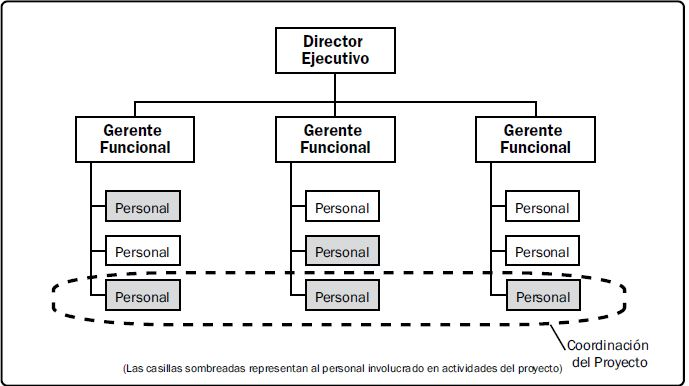 Director
Ejecutivo
Gerente
Funcional
Gerente
Funcional
Gerente
Funcional
Personal
Personal
Personal
Personal
Personal
Personal
Personal
Personal
Personal
Coordinación
del Proyecto
(Las casillas sombreadas representan al personal involucrado en actividades del proyecto)